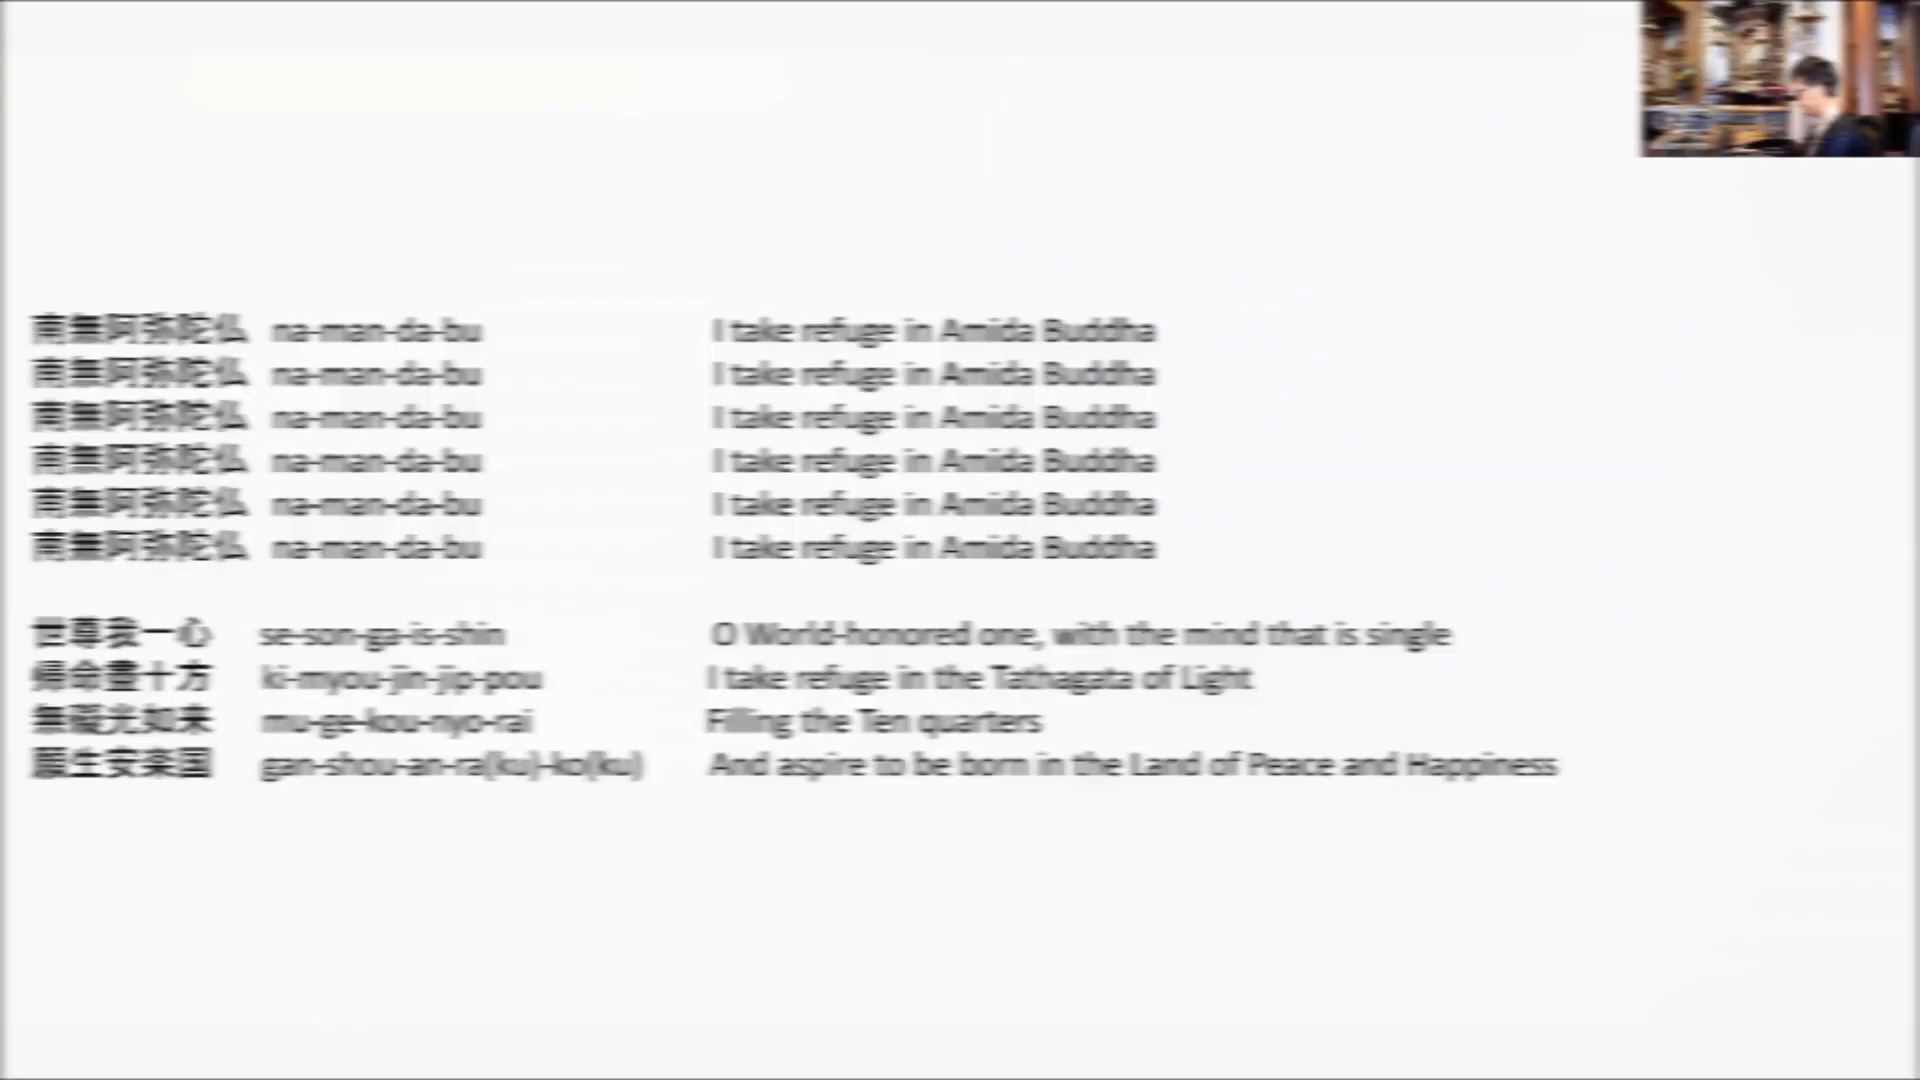 南無阿弥陀仏 na-man-da-bu I take refuge in Amida Buddha
南無阿弥陀仏 na-man-da-bu I take refuge in Amida Buddha
南無阿弥陀仏 na-man-da-bu I take refuge in Amida Buddha
南無阿弥陀仏 na-man-da-bu I take refuge in Amida Buddha
南無阿弥陀仏 na-man-da-bu I take refuge in Amida Buddha
南無阿弥陀仏 na-man-da-bu I take refuge in Amida Buddha
世尊我一心 se-son-ga-is-shin O World-honored one, with the mind that is single
帰命盡十方 ki-myou-jin-jip-pou I take refuge in the Tathagata of Light
無礙光如来 mu-ge-kou-nyo-rai Filling the Ten quarters
願生安楽国 gan-shou-an-ra(ku)-ko(ku) And aspire to be born in the Land of Peace and Happiness